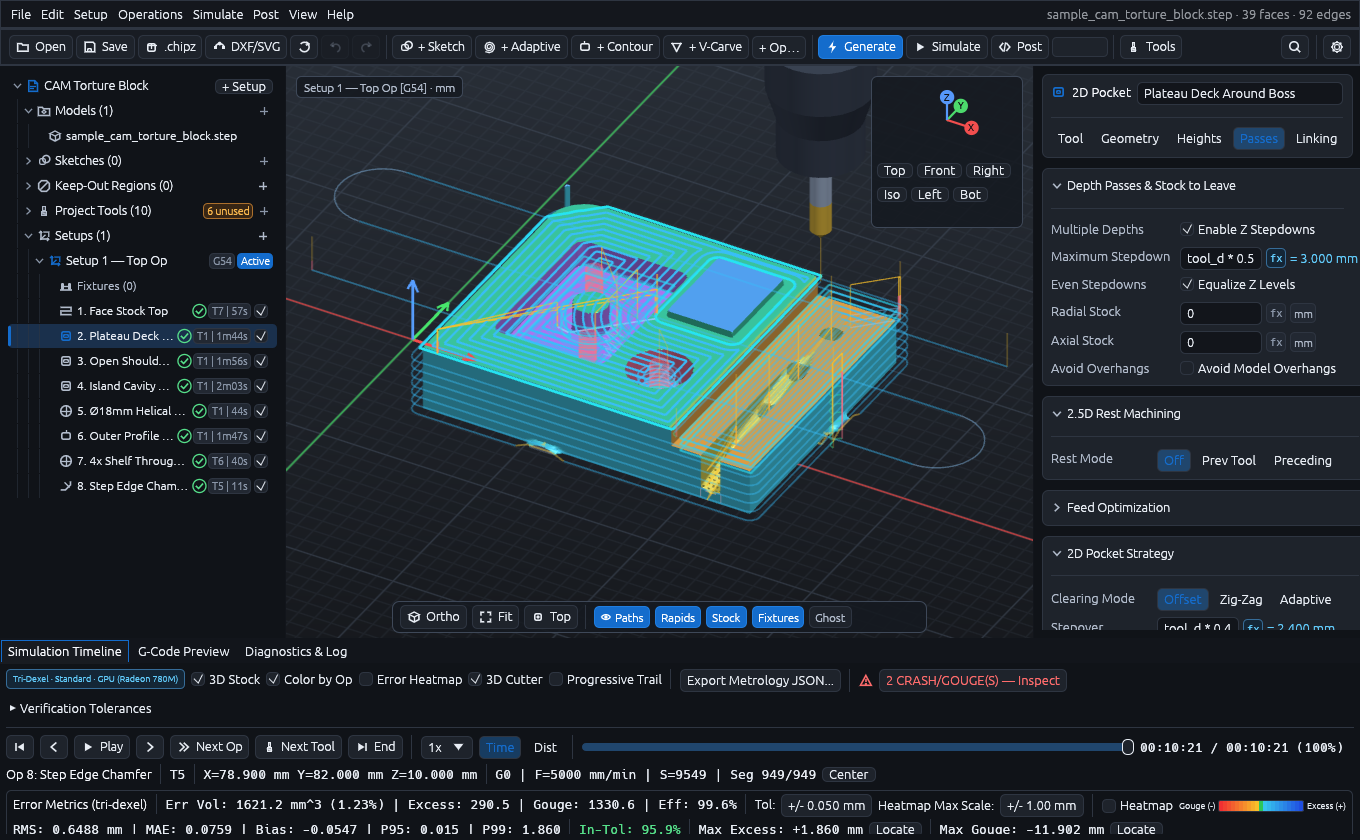 File Edit Setup Operations Simulate Post View Help
sample_cam_torture_block.step · 39 faces · 92 edges
Open Save .chipz DXF/SVG + Sketch + Adaptive + Contour + V-Carve + Op... Generate Simulate Post Tools
CAM Torture Block + Setup
Models (1) +
sample_cam_torture_block.step
Sketches (0) +
Keep-Out Regions (0) +
Project Tools (10) 6 unused +
Setups (1) +
Setup 1 — Top Op G54 Active
Fixtures (0)
1. Face Stock Top T7 | 57s
2. Plateau Deck ... T1 | 1m44s
3. Open Should... T1 | 1m56s
4. Island Cavity ... T1 | 2m03s
5. Ø18mm Helical ... T1 | 44s
6. Outer Profile ... T1 | 1m47s
7. 4x Shelf Throug... T6 | 40s
8. Step Edge Cham... T5 | 11s
Setup 1 — Top Op [G54] · mm
Z
Y
X
Top Front Right
Iso Left Bot
Ortho Fit Top Paths Rapids Stock Fixtures Ghost
2D Pocket Plateau Deck Around Boss
Tool Geometry Heights Passes Linking
Depth Passes & Stock to Leave
Multiple Depths Enable Z Stepdowns
Maximum Stepdown tool_d * 0.5 fx = 3.000 mm
Even Stepdowns Equalize Z Levels
Radial Stock 0 fx mm
Axial Stock 0 fx mm
Avoid Overhangs Avoid Model Overhangs
2.5D Rest Machining
Rest Mode Off Prev Tool Preceding
Feed Optimization
2D Pocket Strategy
Clearing Mode Offset Zig-Zag Adaptive
Stepover tool_d * 0.4 fx = 2.400 mm
Simulation Timeline G-Code Preview Diagnostics & Log
Tri-Dexel · Standard · GPU (Radeon 780M) 3D Stock Color by Op Error Heatmap 3D Cutter Progressive Trail Export Metrology JSON... 2 CRASH/GOUGE(S) — Inspect
Verification Tolerances
Play Next Op Next Tool End 1x Time Dist 00:10:21 / 00:10:21 (100%)
Op 8: Step Edge Chamfer T5 X=78.900 mm Y=82.000 mm Z=10.000 mm G0 | F=5000 mm/min | S=9549 | Seg 949/949 Center
Error Metrics (tri-dexel) Err Vol: 1621.2 mm^3 (1.23%) | Excess: 290.5 | Gouge: 1330.6 | Eff: 99.6% Tol: +/- 0.050 mm Heatmap Max Scale: +/- 1.00 mm Heatmap Gouge (-) Excess (+)
RMS: 0.6488 mm | MAE: 0.0759 | Bias: -0.0547 | P95: 0.015 | P99: 1.860 In-Tol: 95.9% Max Excess: +1.860 mm Locate Max Gouge: -11.902 mm Locate